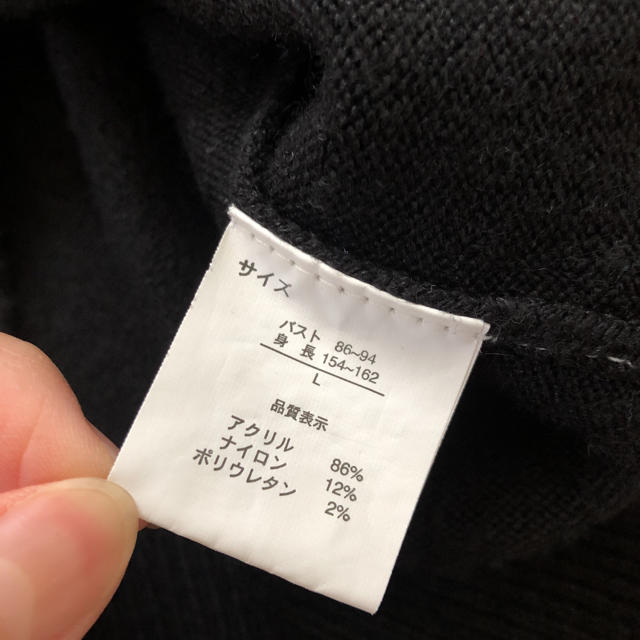 サイズ
バスト 86~94
身長 154~162
L
品質表示
アクリル 86%
ナイロン 12%
ポリウレタン 2%